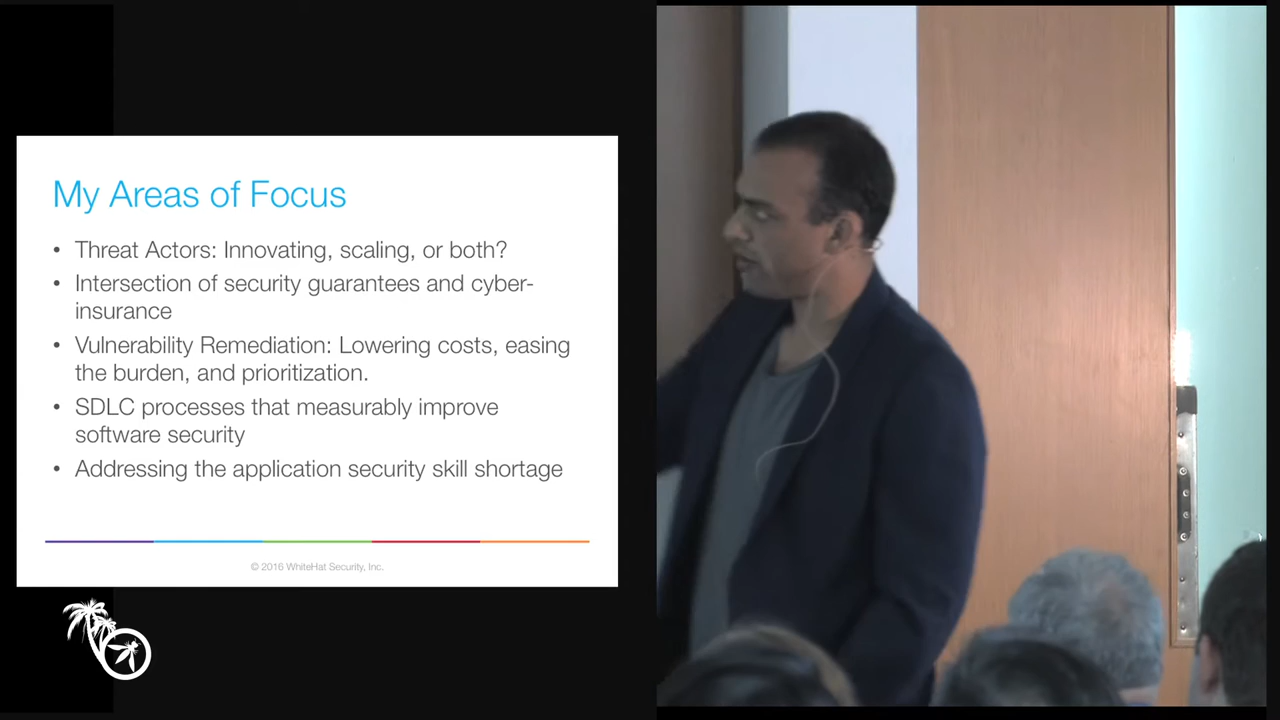 My Areas of Focus
• Threat Actors: Innovating, scaling, or both?
• Intersection of security guarantees and cyber-
insurance
• Vulnerability Remediation: Lowering costs, easing
the burden, and prioritization.
• SDLC processes that measurably improve
software security
• Addressing the application security skill shortage
© 2016 WhiteHat Security, Inc.